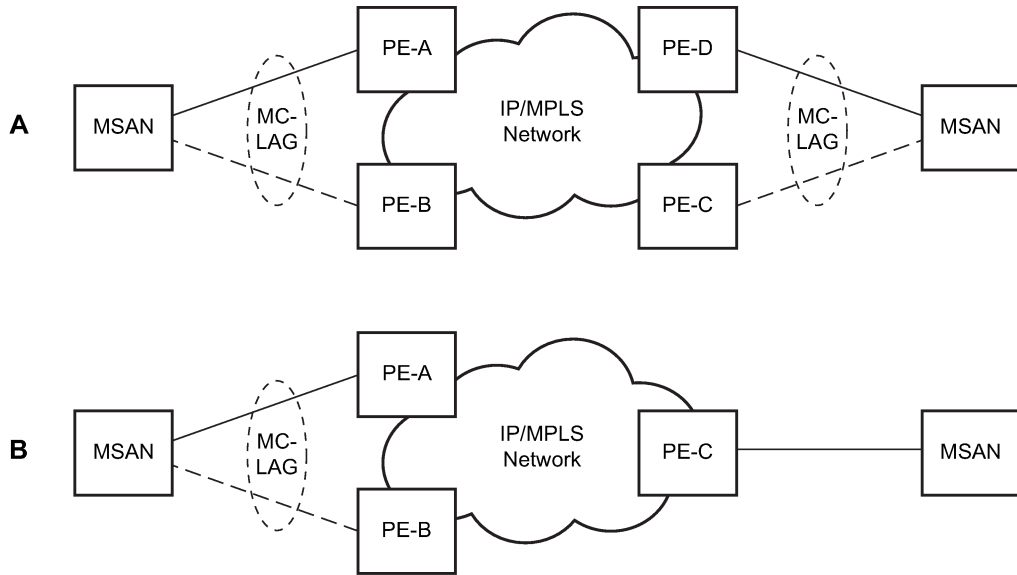 A
MSAN
MC-
LAG
PE-A
PE-B
IP/MPLS
Network
PE-D
PE-C
MC-
LAG
MSAN
B
MSAN
MC-
LAG
PE-A
PE-B
IP/MPLS
Network
PE-C
MSAN